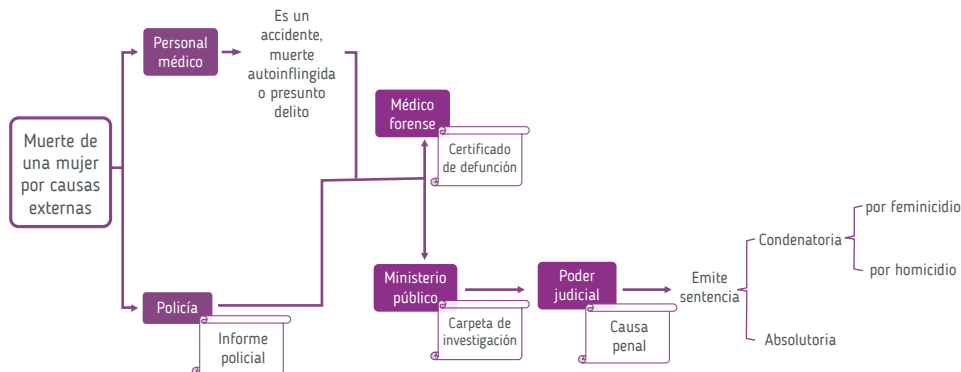 Muerte de
una mujer
por causas
externas
Personal
médico
Es un
accidente,
muerte
autoinflingida
o presunto
delito
Policía
Informe
policial
Médico
forense
Certificado
de defunción
Ministerio
público
Carpeta de
investigación
Poder
judicial
Causa
penal
Emite
sentencia
Condenatoria
por feminicidio
por homicidio
Absolutoria